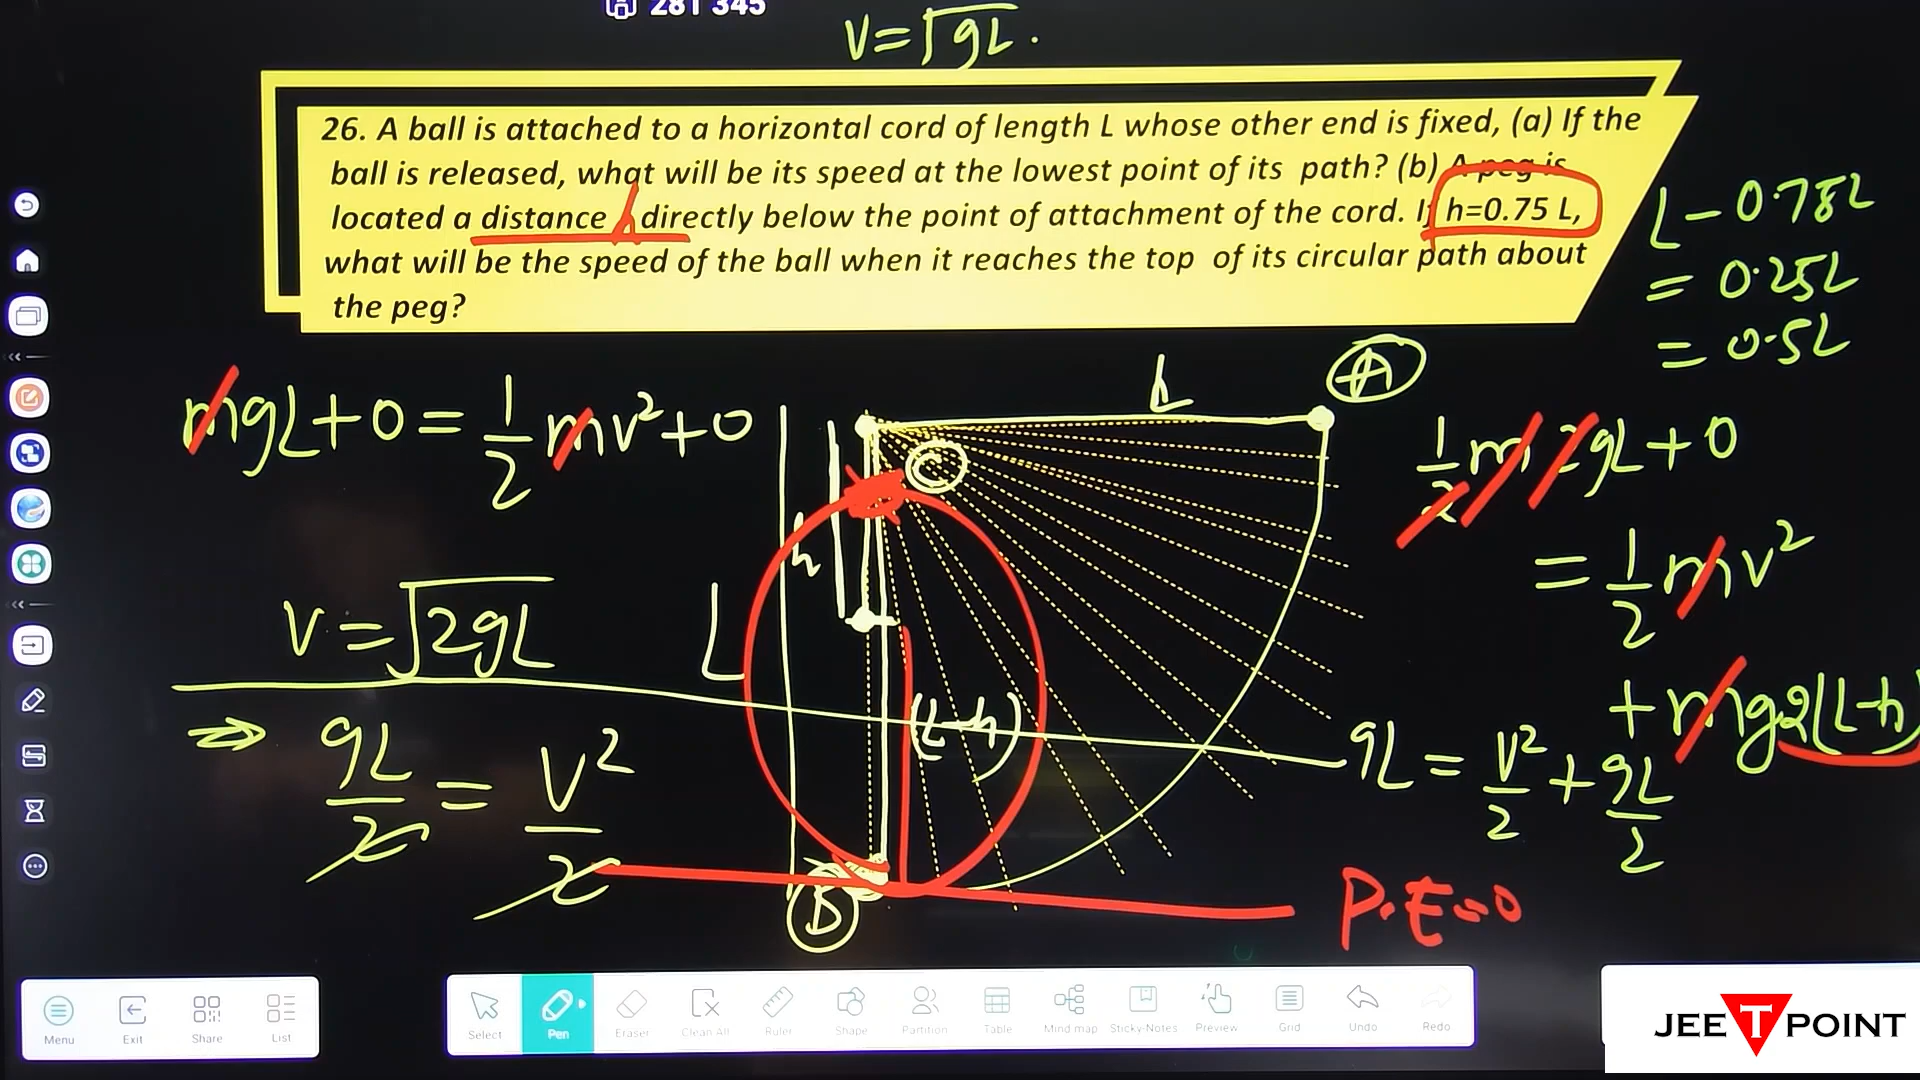 281 345
V=√gL.
26. A ball is attached to a horizontal cord of length L whose other end is fixed, (a) If the
ball is released, what will be its speed at the lowest point of its path? (b) A peg is
located a distance h directly below the point of attachment of the cord. If h=0.75 L,
what will be the speed of the ball when it reaches the top of its circular path about
the peg?
L-0.75L
= 0.25L
= 0.5L
mgL+0=1/2mv²+0
V=√2gL
⇒ gL/2 = V²/2
L
A
C
h
L
(L-h)
B
1/2m2gL+0
=1/2mv²
+mg2(L-h)
gL=V²/2+gL/2
P.E=0
Menu
Exit
Share
List
Select
Pen
Eraser
Clean All
Ruler
Shape
Partition
Table
Mind map
Sticky-Notes
Preview
Grid
Undo
Redo
JEE T POINT